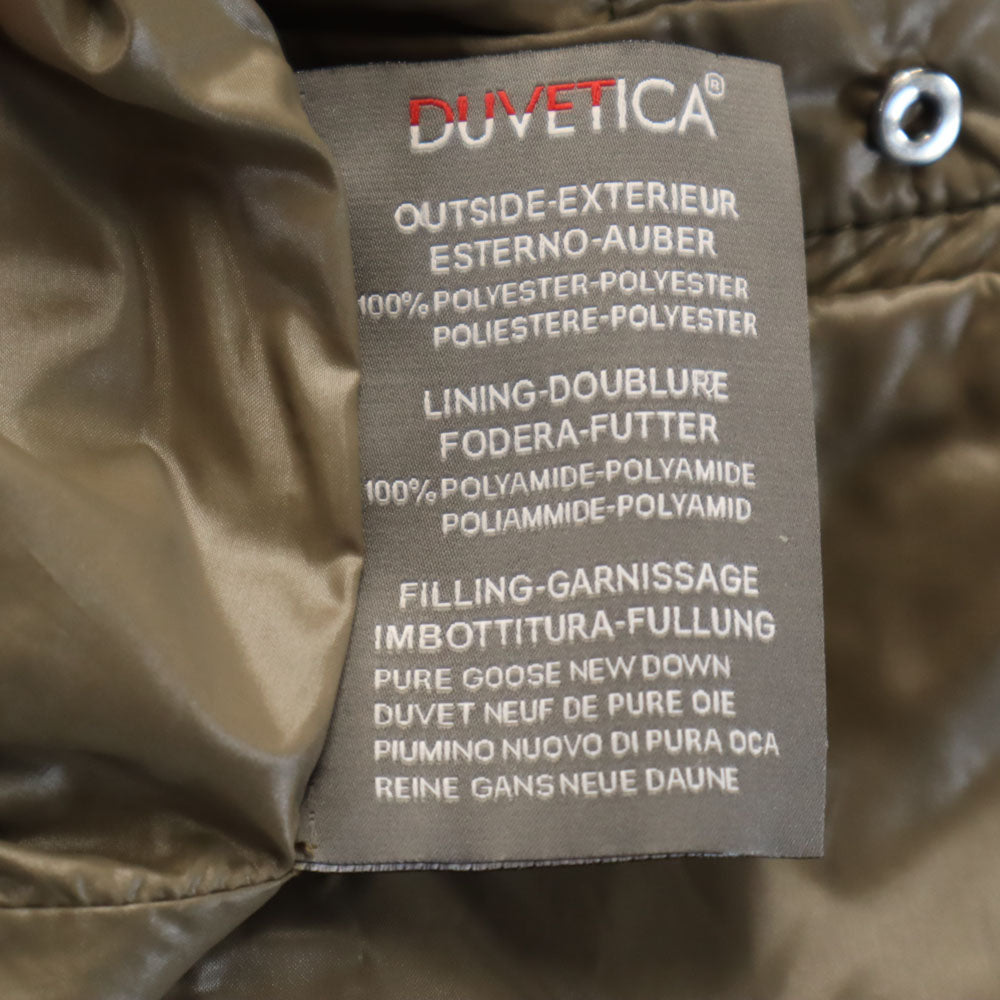 DUVETICA®
OUTSIDE-EXTERIEUR
ESTERNO-AUBER
100% POLYESTER-POLYESTER
POLIESTERE-POLYESTER
LINING-DOUBLURE
FODERA-FUTTER
100% POLYAMIDE-POLYAMIDE
POLIAMMIDE-POLYAMID
FILLING-GARNISSAGE
IMBOTTITURA-FULLUNG
PURE GOOSE NEW DOWN
DUVET NEUF DE PURE OIE
PIUMINO NUOVO DI PURA OCA
REINE GANS NEUE DAUNE